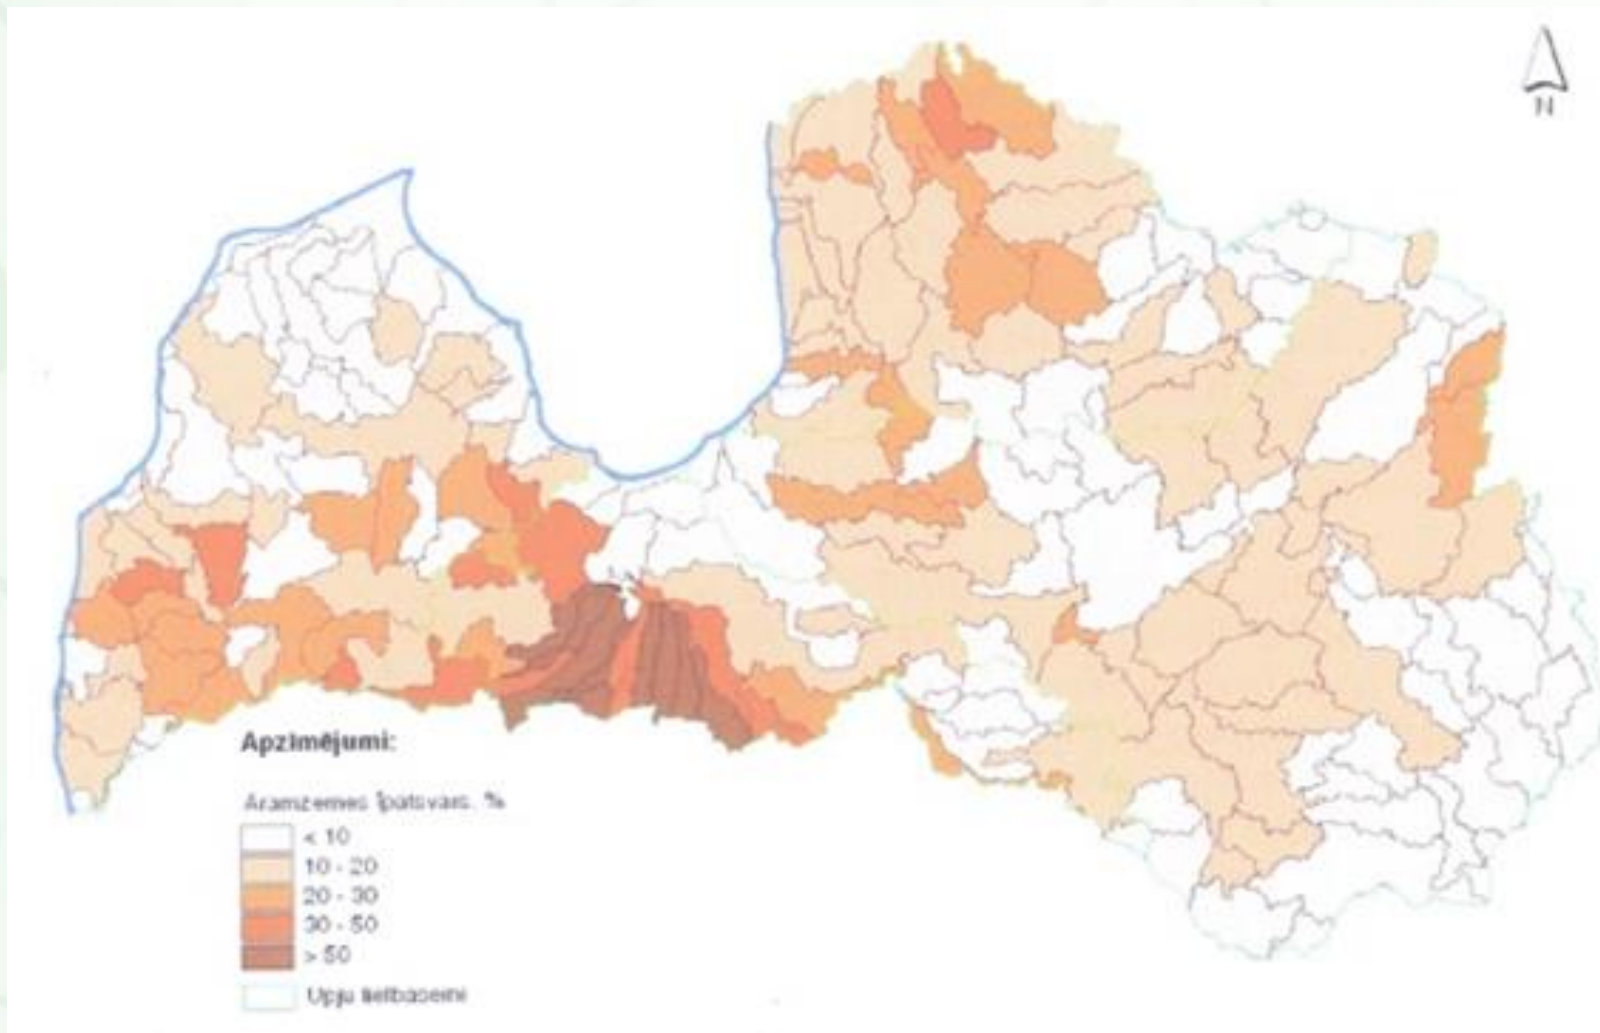 N
Apzīmējumi:
Aramzemes īpatsvars, %
< 10
10 - 20
20 - 30
30 - 50
> 50
Upju lielbaseini